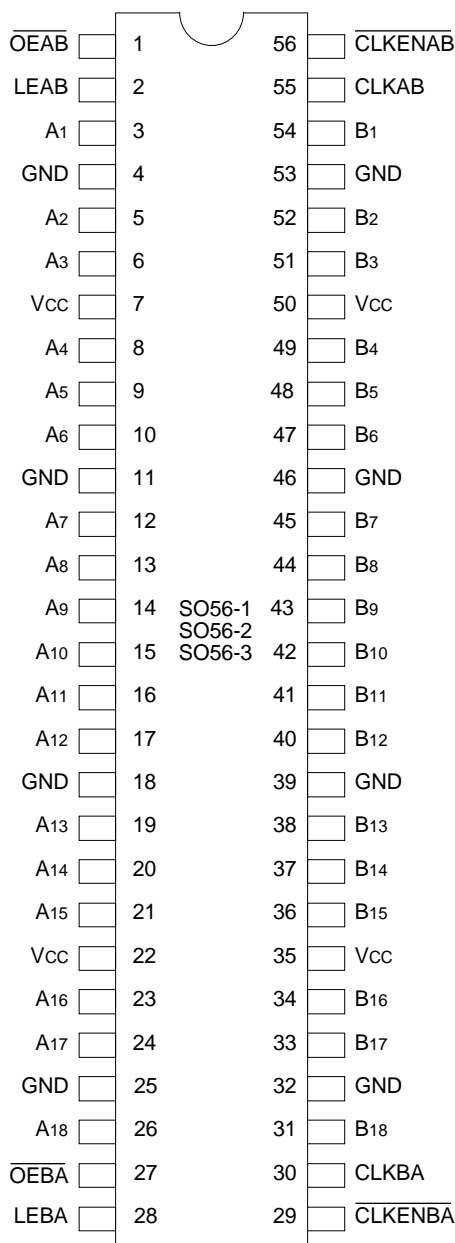 O̅E̅A̅B̅ 1 56 C̅L̅K̅E̅N̅A̅B̅
LEAB 2 55 CLKAB
A1 3 54 B1
GND 4 53 GND
A2 5 52 B2
A3 6 51 B3
VCC 7 50 VCC
A4 8 49 B4
A5 9 48 B5
A6 10 47 B6
GND 11 46 GND
A7 12 45 B7
A8 13 44 B8
A9 14 SO56-1 43 B9
SO56-2
A10 15 SO56-3 42 B10
A11 16 41 B11
A12 17 40 B12
GND 18 39 GND
A13 19 38 B13
A14 20 37 B14
A15 21 36 B15
VCC 22 35 VCC
A16 23 34 B16
A17 24 33 B17
GND 25 32 GND
A18 26 31 B18
O̅E̅B̅A̅ 27 30 CLKBA
LEBA 28 29 C̅L̅K̅E̅N̅B̅A̅